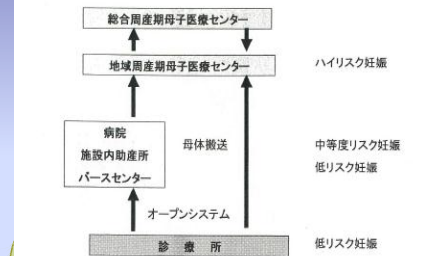 総合周産期母子医療センター
地域周産期母子医療センター
ハイリスク妊娠
病院
施設内助産所
バースセンター
母体搬送
中等度リスク妊娠
低リスク妊娠
オープンシステム
診療所
低リスク妊娠